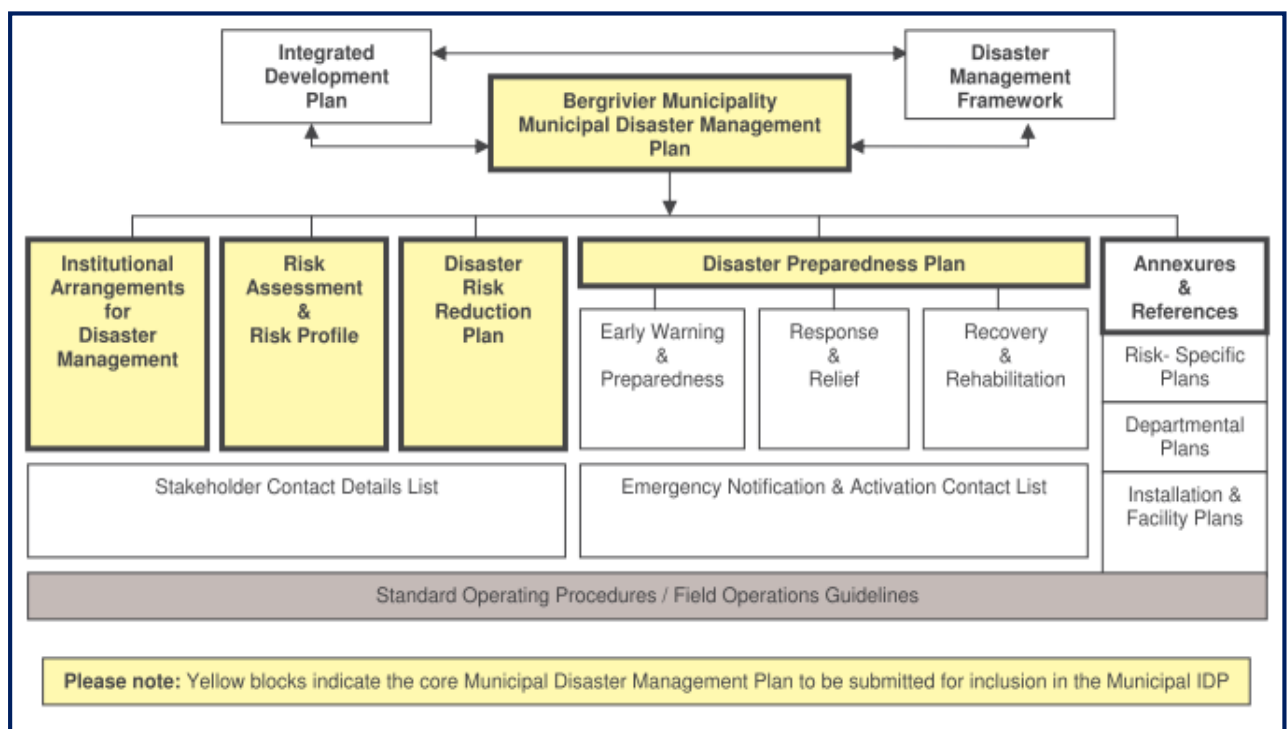 Integrated
Development
Plan
Disaster
Management
Framework
Bergrivier Municipality
Municipal Disaster Management
Plan
Institutional
Arrangements
for
Disaster
Management
Risk
Assessment
&
Risk Profile
Disaster
Risk
Reduction
Plan
Disaster Preparedness Plan
Early Warning
&
Preparedness
Response
&
Relief
Recovery
&
Rehabilitation
Annexures
&
References
Risk- Specific
Plans
Departmental
Plans
Installation &
Facility Plans
Stakeholder Contact Details List
Emergency Notification & Activation Contact List
Standard Operating Procedures / Field Operations Guidelines
Please note: Yellow blocks indicate the core Municipal Disaster Management Plan to be submitted for inclusion in the Municipal IDP